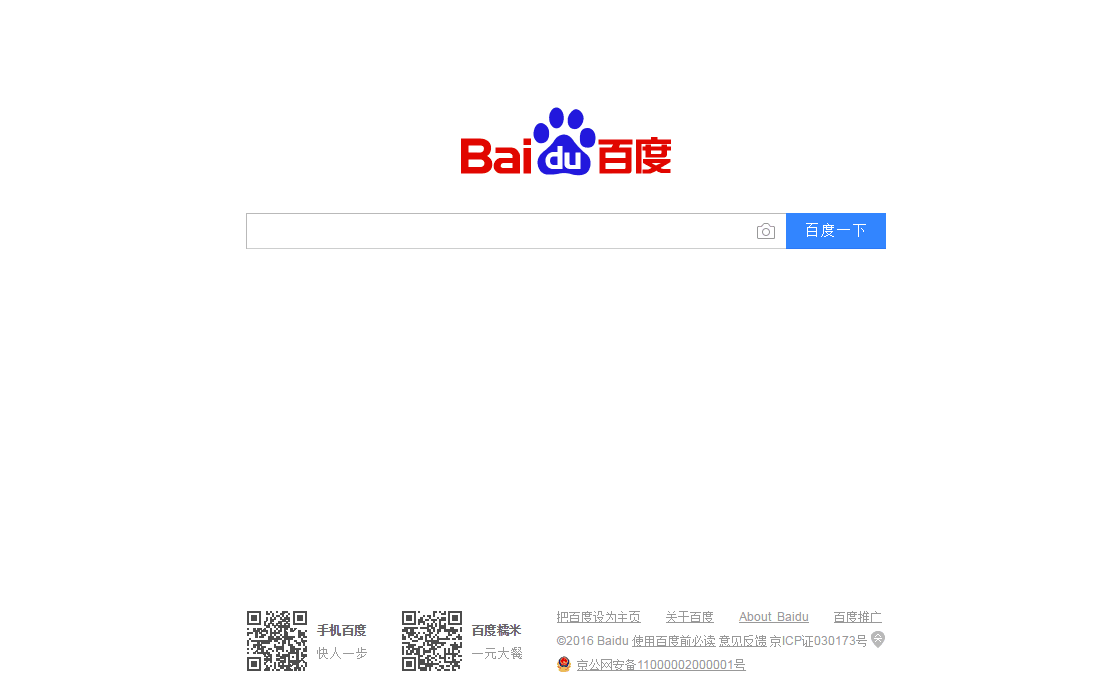 Bai du 百度
百度一下
手机百度
快人一步
百度糯米
一元大餐
把百度设为主页 关于百度 About Baidu 百度推广
©2016 Baidu 使用百度前必读 意见反馈 京ICP证030173号
京公网安备11000002000001号